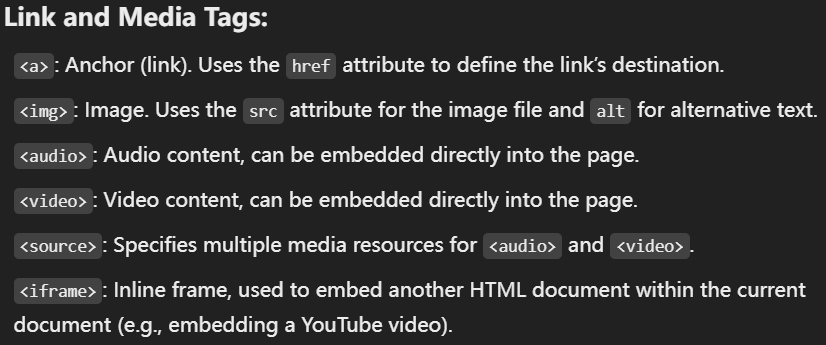 Link and Media Tags:
<a>: Anchor (link). Uses the href attribute to define the link’s destination.
<img>: Image. Uses the src attribute for the image file and alt for alternative text.
<audio>: Audio content, can be embedded directly into the page.
<video>: Video content, can be embedded directly into the page.
<source>: Specifies multiple media resources for <audio> and <video>.
<iframe>: Inline frame, used to embed another HTML document within the current
document (e.g., embedding a YouTube video).